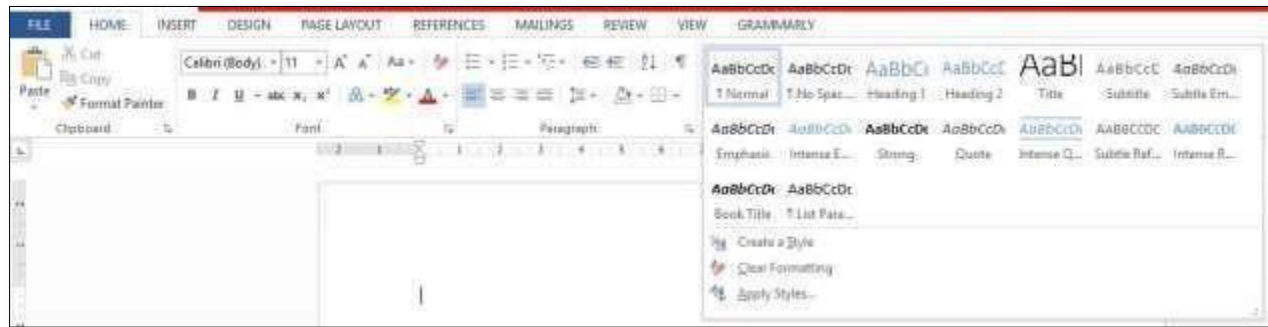 FILE HOME INSERT DESIGN PAGE LAYOUT REFERENCES MAILINGS REVIEW VIEW GRAMMARLY
Cut
Copy
Paste
Format Painter
Calibri (Body) 11 A A Aa
B I U abc x, x² A
Clipboard Font Paragraph
AaBbCcDc AaBbCcDc AaBbCc AaBbCcC AaBl AaBbCcC AaBbCcDc
¶ Normal ¶ No Spac... Heading 1 Heading 2 Title Subtitle Subtle Em...
AaBbCcDc AaBbCcDc AaBbCcDc AaBbCcDc AaBbCcDc AABBCCDC AABBCCDC
Emphasis Intense E... Strong Quote Intense Q... Subtle Ref... Intense R...
AaBbCcDc AaBbCcDc
Book Title ¶ List Para...
Create a Style
Clear Formatting
Apply Styles...